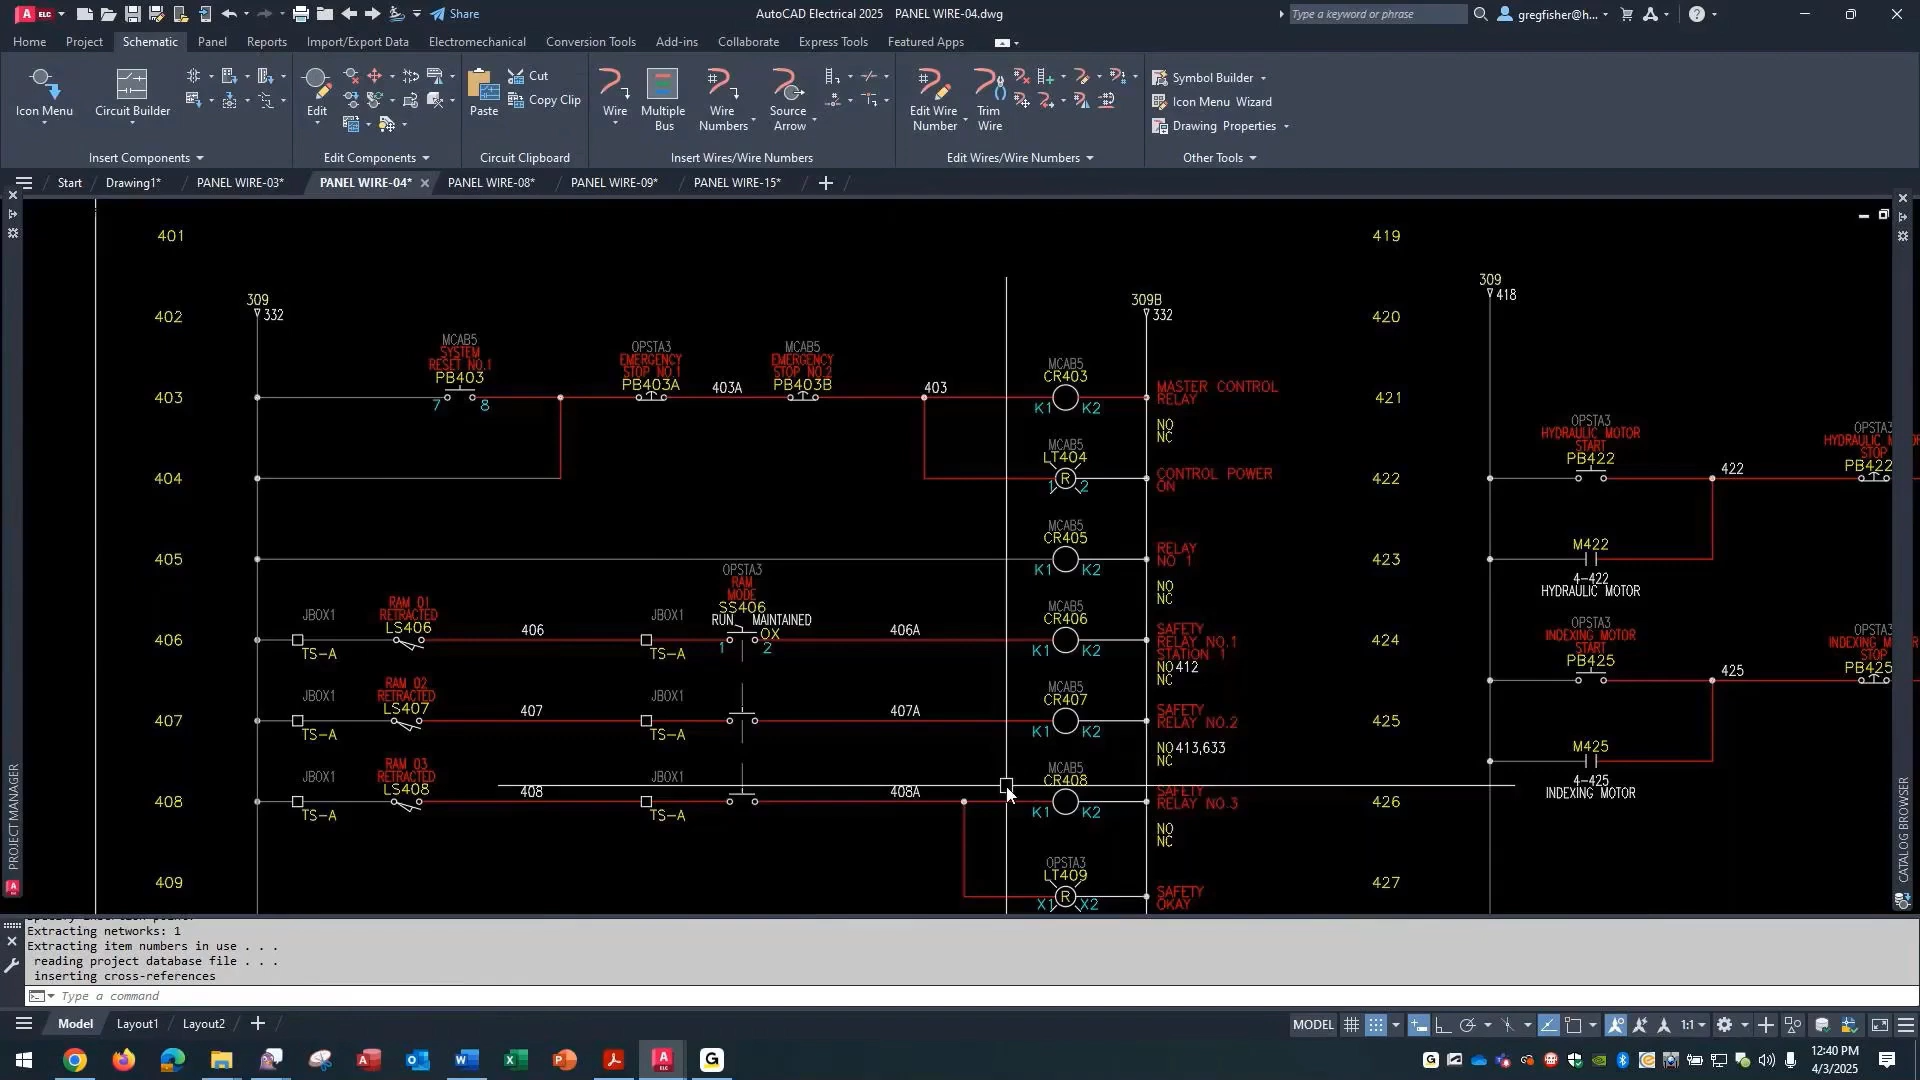 AutoCAD Electrical 2025 PANEL WIRE-04.dwg
Share
Type a keyword or phrase
gregfisher@h...
Home Project Schematic Panel Reports Import/Export Data Electromechanical Conversion Tools Add-ins Collaborate Express Tools Featured Apps
Icon Menu
Circuit Builder
Insert Components
Edit
Edit Components
Paste
Cut
Copy Clip
Circuit Clipboard
Wire
Multiple Bus
Wire Numbers
Source Arrow
Insert Wires/Wire Numbers
Edit Wire Number
Trim Wire
Edit Wires/Wire Numbers
Symbol Builder
Icon Menu Wizard
Drawing Properties
Other Tools
Start Drawing1* PANEL WIRE-03* PANEL WIRE-04* PANEL WIRE-08* PANEL WIRE-09* PANEL WIRE-15*
401
419
309
332
309B
332
309
418
402
420
MCAB5
SYSTEM
RESET NO.1
PB403
7 8
OPSTA3
EMERGENCY
STOP NO.1
PB403A
403A
MCAB5
EMERGENCY
STOP NO.2
PB403B
403
MCAB5
CR403
K1 K2
MASTER CONTROL
RELAY
NO
NC
403
421
404
MCAB5
LT404
R
1 2
CONTROL POWER
ON
422
OPSTA3
HYDRAULIC MOTOR
START
PB422
422
OPSTA3
STOP
PB422
405
MCAB5
CR405
K1 K2
RELAY
NO 1
NO
NC
423
M422
4-422
HYDRAULIC MOTOR
406
JBOX1
TS-A
RAM 01
RETRACTED
LS406
406
JBOX1
TS-A
OPSTA3
RAM
MODE
SS406
RUN MAINTAINED
OX
1 2
406A
MCAB5
CR406
K1 K2
SAFETY
RELAY NO.1
STATION 1
NO 412
NC
424
OPSTA3
INDEXING MOTOR
START
PB425
425
OPSTA3
STOP
PB425
407
JBOX1
TS-A
RAM 02
RETRACTED
LS407
407
JBOX1
TS-A
407A
MCAB5
CR407
K1 K2
SAFETY
RELAY NO.2
NO 413,633
NC
425
M425
4-425
INDEXING MOTOR
408
JBOX1
TS-A
RAM 03
RETRACTED
LS408
408
JBOX1
TS-A
408A
MCAB5
CR408
K1 K2
SAFETY
RELAY NO.3
NO
NC
426
409
OPSTA3
LT409
R
X1 X2
SAFETY
OKAY
427
PROJECT MANAGER
CATALOG BROWSER
Extracting networks: 1
Extracting item numbers in use . . .
reading project database file . . .
inserting cross-references
Type a command
Model Layout1 Layout2
MODEL
1:1
12:40 PM
4/3/2025